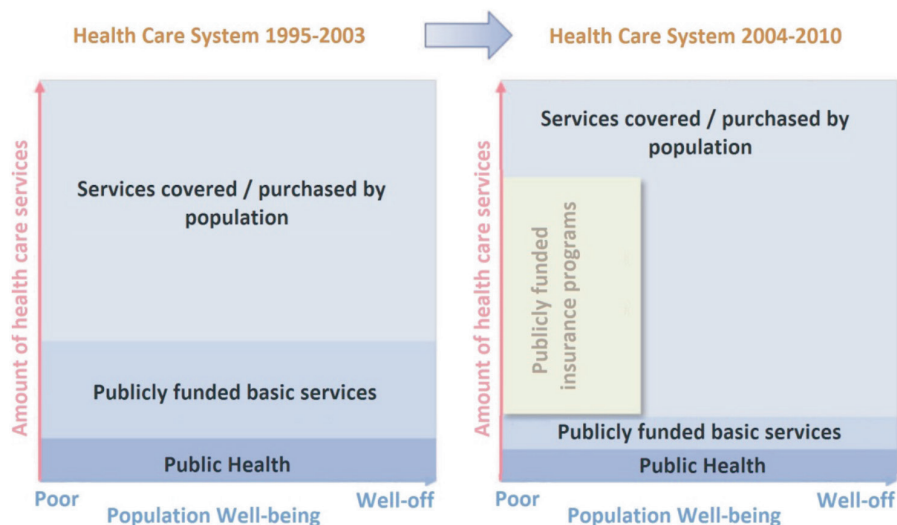 Health Care System 1995-2003
Amount of health care services
Services covered / purchased by
population
Publicly funded basic services
Public Health
Poor
Well-off
Population Well-being
Health Care System 2004-2010
Amount of health care services
Services covered / purchased by
population
Publicly funded
insurance programs
Publicly funded basic services
Public Health
Poor
Well-off
Population Well-being